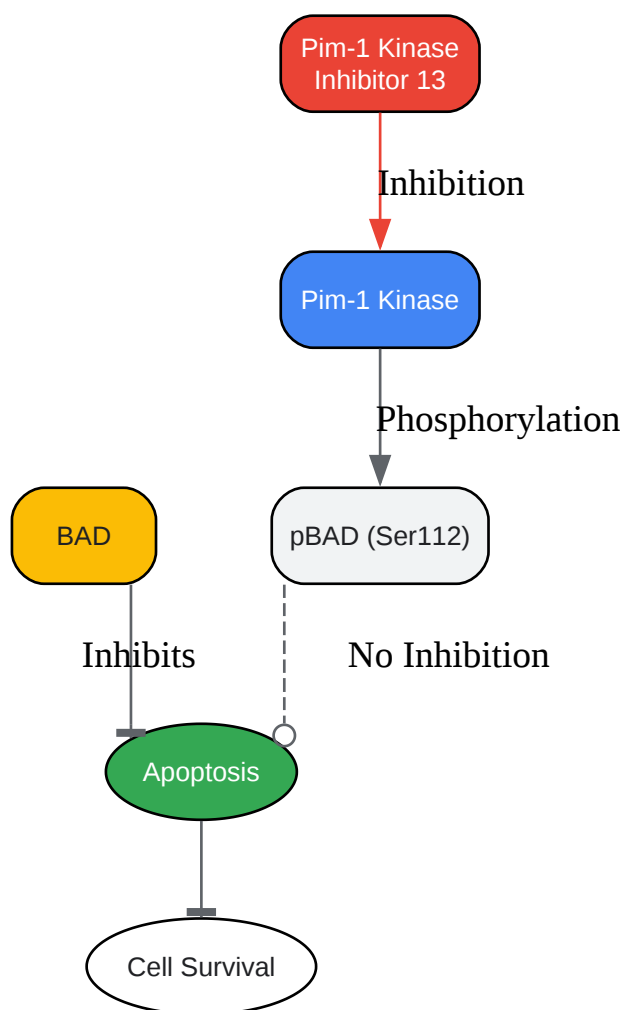 Pim-1 Kinase
Inhibitor 13
Inhibition
Pim-1 Kinase
Phosphorylation
BAD
pBAD (Ser112)
Inhibits
No Inhibition
Apoptosis
Cell Survival